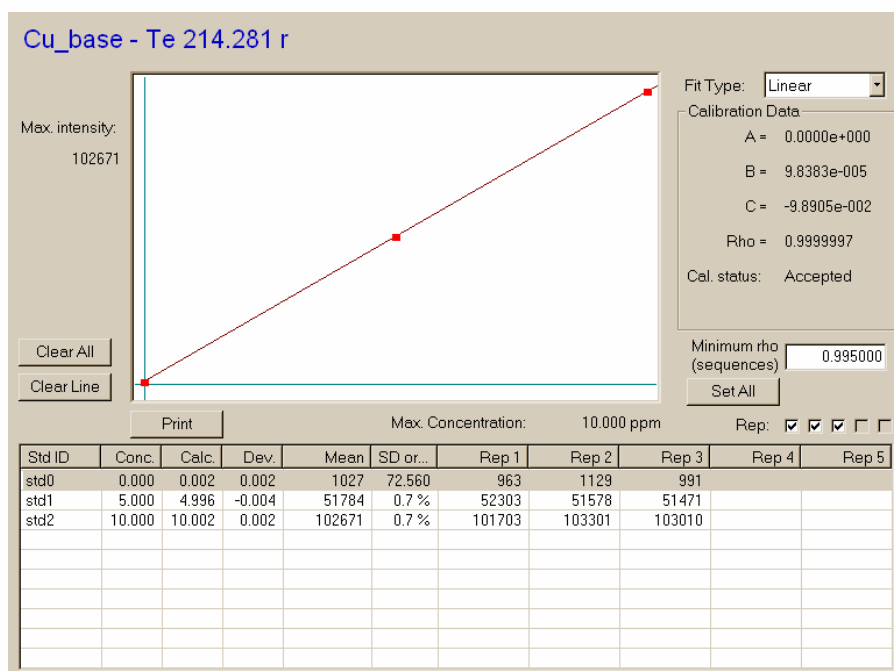 Cu_base - Te 214.281 r
Max. intensity:
102671
Fit Type: Linear
Calibration Data
A = 0.0000e+000
B = 9.8383e-005
C = -9.8905e-002
Rho = 0.9999997
Cal. status: Accepted
Clear All
Clear Line
Minimum rho
(sequences) 0.995000
Set All
Print Max. Concentration: 10.000 ppm Rep:
Std ID Conc. Calc. Dev. Mean SD or... Rep 1 Rep 2 Rep 3 Rep 4 Rep 5
std0 0.000 0.002 0.002 1027 72.560 963 1129 991
std1 5.000 4.996 -0.004 51784 0.7 % 52303 51578 51471
std2 10.000 10.002 0.002 102671 0.7 % 101703 103301 103010